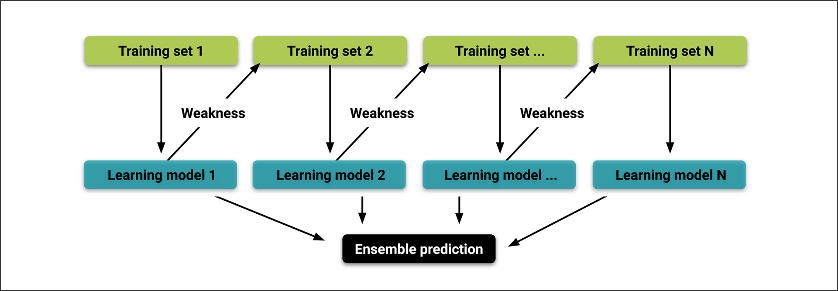 Training set 1
Training set 2
Training set ...
Training set N
Weakness
Weakness
Weakness
Learning model 1
Learning model 2
Learning model ...
Learning model N
Ensemble prediction